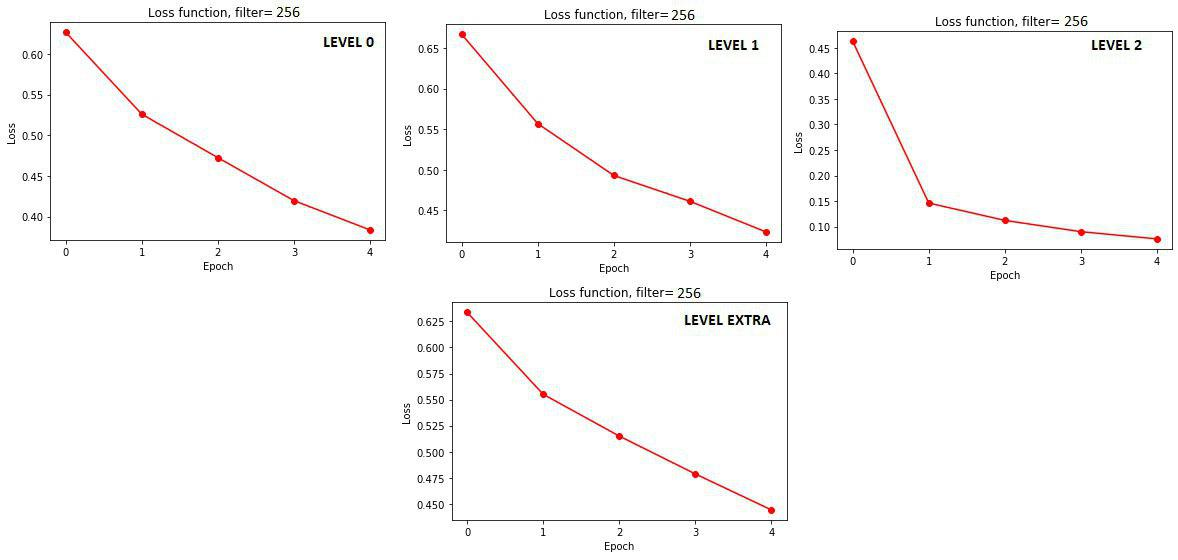 Loss function, filter= 256
LEVEL 0
Loss
0.60
0.55
0.50
0.45
0.40
0 1 2 3 4
Epoch
Loss function, filter= 256
LEVEL 1
Loss
0.65
0.60
0.55
0.50
0.45
0 1 2 3 4
Epoch
Loss function, filter= 256
LEVEL 2
Loss
0.45
0.40
0.35
0.30
0.25
0.20
0.15
0.10
0 1 2 3 4
Epoch
Loss function, filter= 256
LEVEL EXTRA
Loss
0.625
0.600
0.575
0.550
0.525
0.500
0.475
0.450
0 1 2 3 4
Epoch